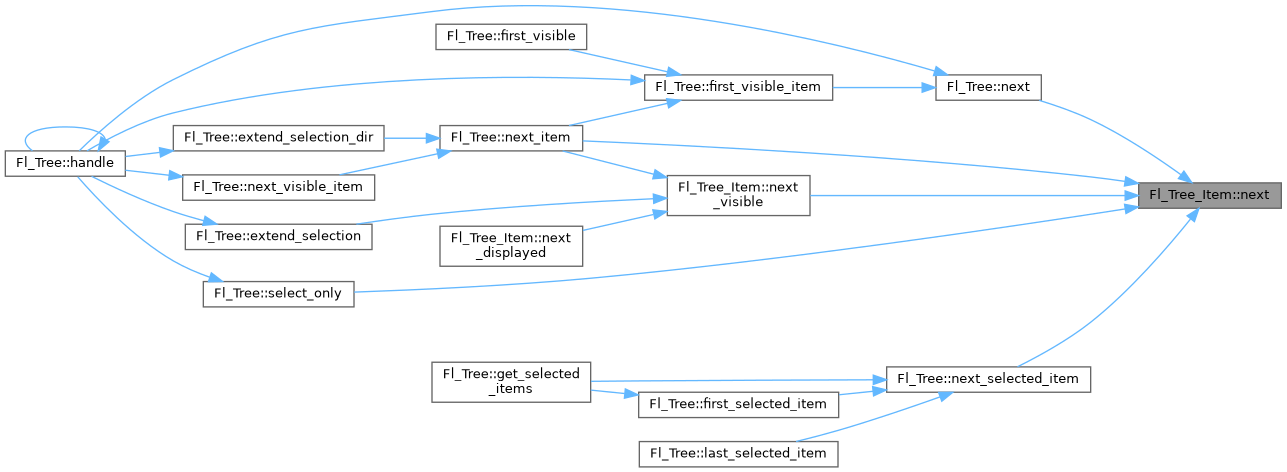 Fl_Tree::first_visible
Fl_Tree::first_visible_item
Fl_Tree::next
Fl_Tree::extend_selection_dir
Fl_Tree::next_item
Fl_Tree::handle
Fl_Tree::next_visible_item
Fl_Tree_Item::next
_visible
Fl_Tree_Item::next
Fl_Tree::extend_selection
Fl_Tree_Item::next
_displayed
Fl_Tree::select_only
Fl_Tree::get_selected
_items
Fl_Tree::next_selected_item
Fl_Tree::first_selected_item
Fl_Tree::last_selected_item